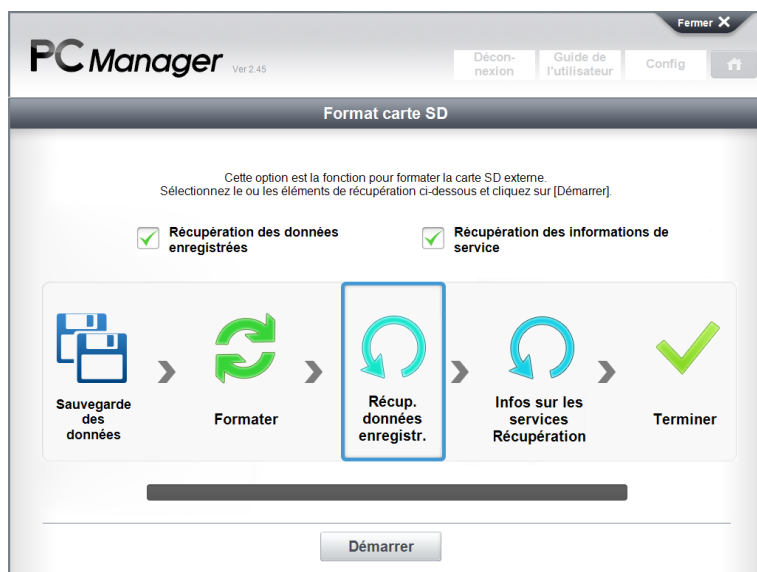 Fermer X
PC Manager Ver 2.45
Décon-
nexion
Guide de
l'utilisateur
Config
Format carte SD
Cette option est la fonction pour formater la carte SD externe.
Sélectionnez le ou les éléments de récupération ci-dessous et cliquez sur [Démarrer].
Récupération des données
enregistrées
Récupération des informations de
service
Sauvegarde
des
données
Formater
Récup.
données
enregistr.
Infos sur les
services
Récupération
Terminer
Démarrer